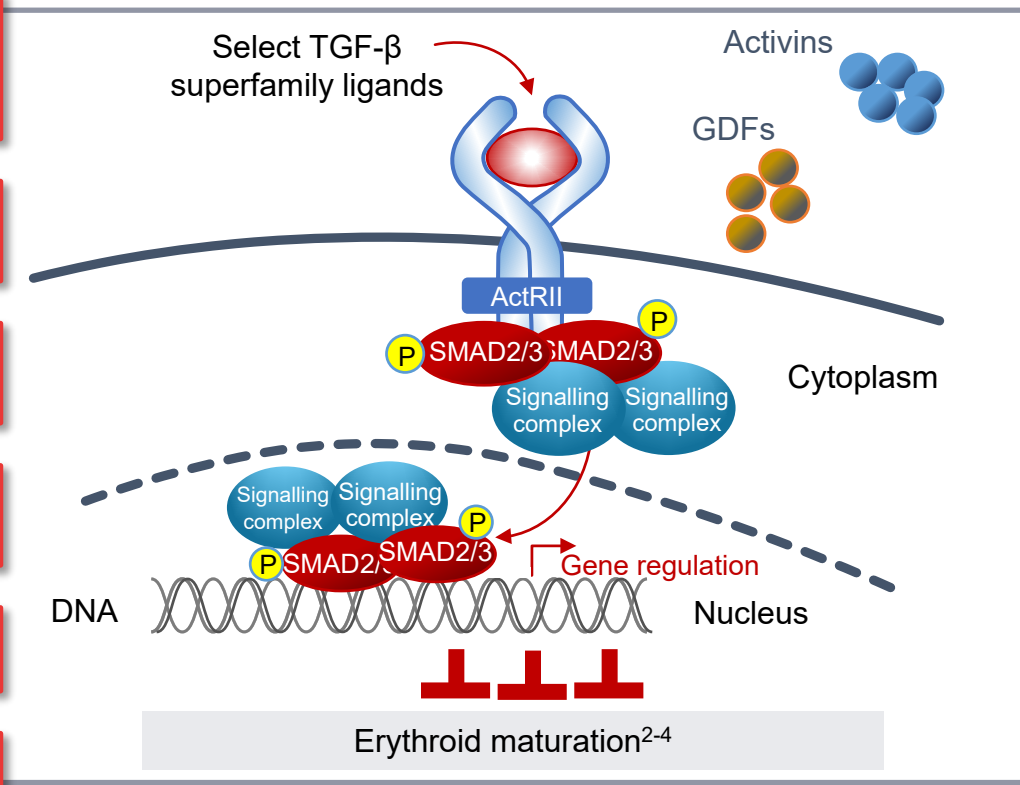 Select TGF-β
superfamily ligands
Activins
GDFs
ActRII
P
P
SMAD2/3
SMAD2/3
Cytoplasm
Signalling
complex
Signalling
complex
Signalling
complex
Signalling
complex
P
P
SMAD2/
SMAD2/3
Gene regulation
DNA
Nucleus
Erythroid maturation2-4